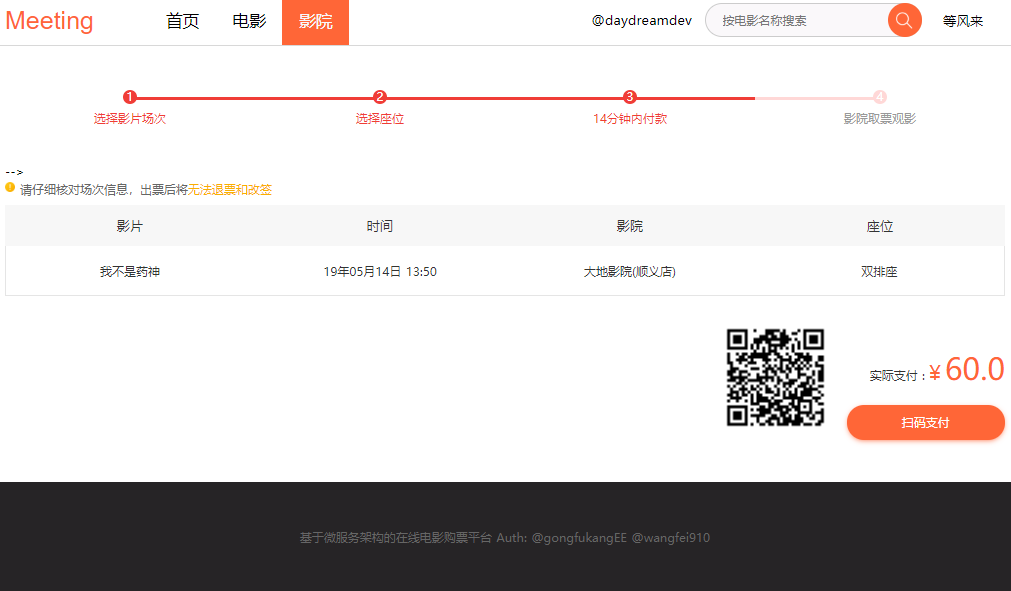 Meeting 首页 电影 影院 @daydreamdev 按电影名称搜索 等风来
1 2 3 4
选择影片场次 选择座位 14分钟内付款 影院取票观影
-->
请仔细核对场次信息，出票后将无法退票和改签
影片 时间 影院 座位
我不是药神 19年05月14日 13:50 大地影院(顺义店) 双排座
实际支付：¥60.0
扫码支付
基于微服务架构的在线电影购票平台 Auth: @gongfukangEE @wangfei910